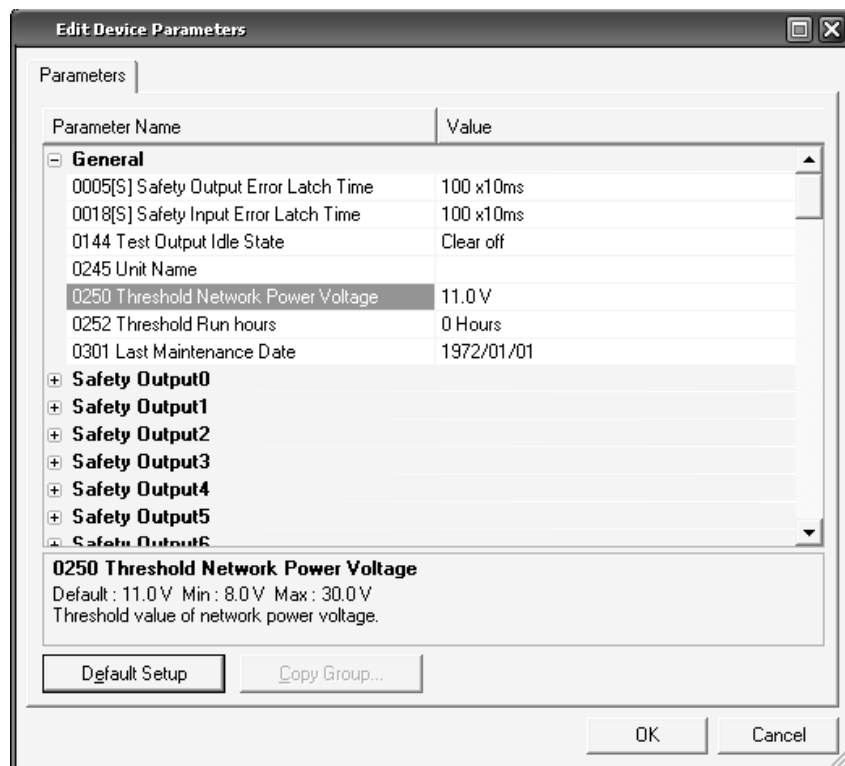 Edit Device Parameters
Parameters
Parameter Name Value
General
0005[S] Safety Output Error Latch Time 100 x10ms
0018[S] Safety Input Error Latch Time 100 x10ms
0144 Test Output Idle State Clear off
0245 Unit Name
0250 Threshold Network Power Voltage 11.0 V
0252 Threshold Run hours 0 Hours
0301 Last Maintenance Date 1972/01/01
Safety Output0
Safety Output1
Safety Output2
Safety Output3
Safety Output4
Safety Output5
Safety Output6
0250 Threshold Network Power Voltage
Default : 11.0 V Min : 8.0 V Max : 30.0 V
Threshold value of network power voltage.
Default Setup Copy Group...
OK Cancel